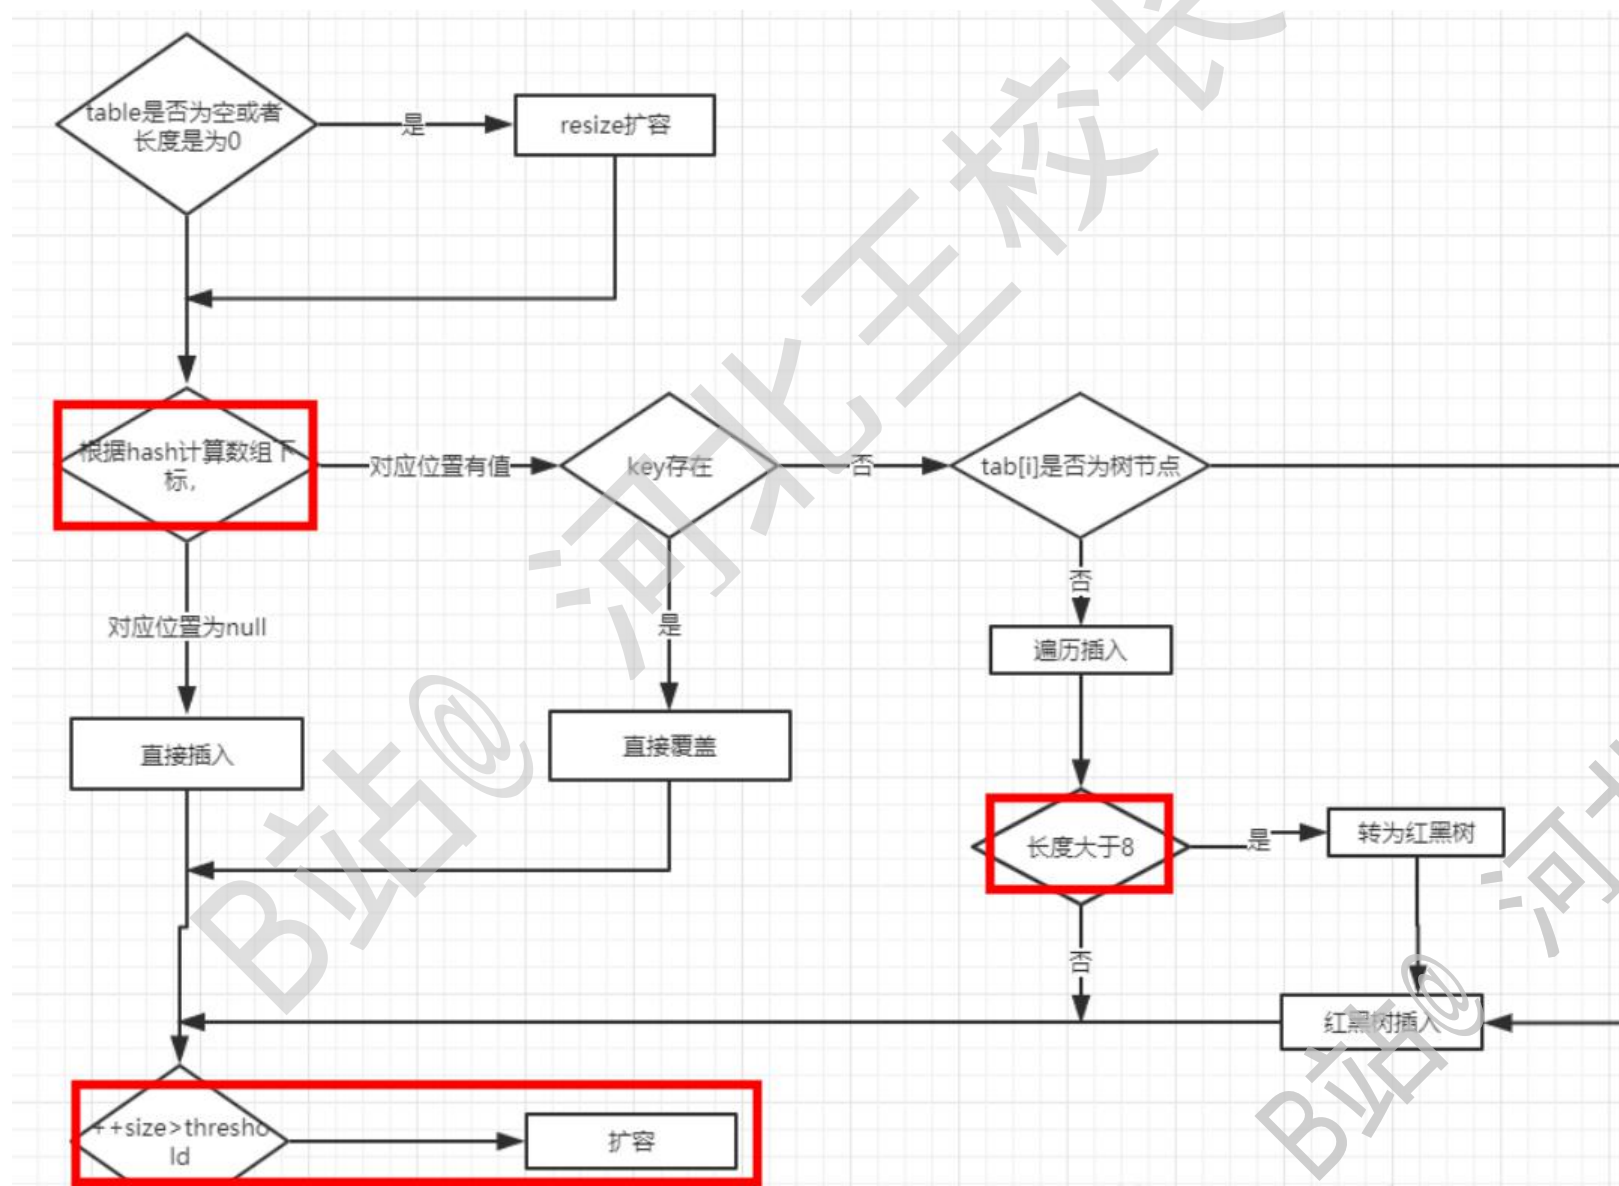 table是否为空或者
长度是为0
是
resize扩容
根据hash计算数组下
标,
对应位置有值
key存在
否
tab[i]是否为树节点
对应位置为null
是
否
直接插入
直接覆盖
遍历插入
长度大于8
是
转为红黑树
否
红黑树插入
++size>thresho
ld
扩容
B站@ 河北王校长
B站@ 河北